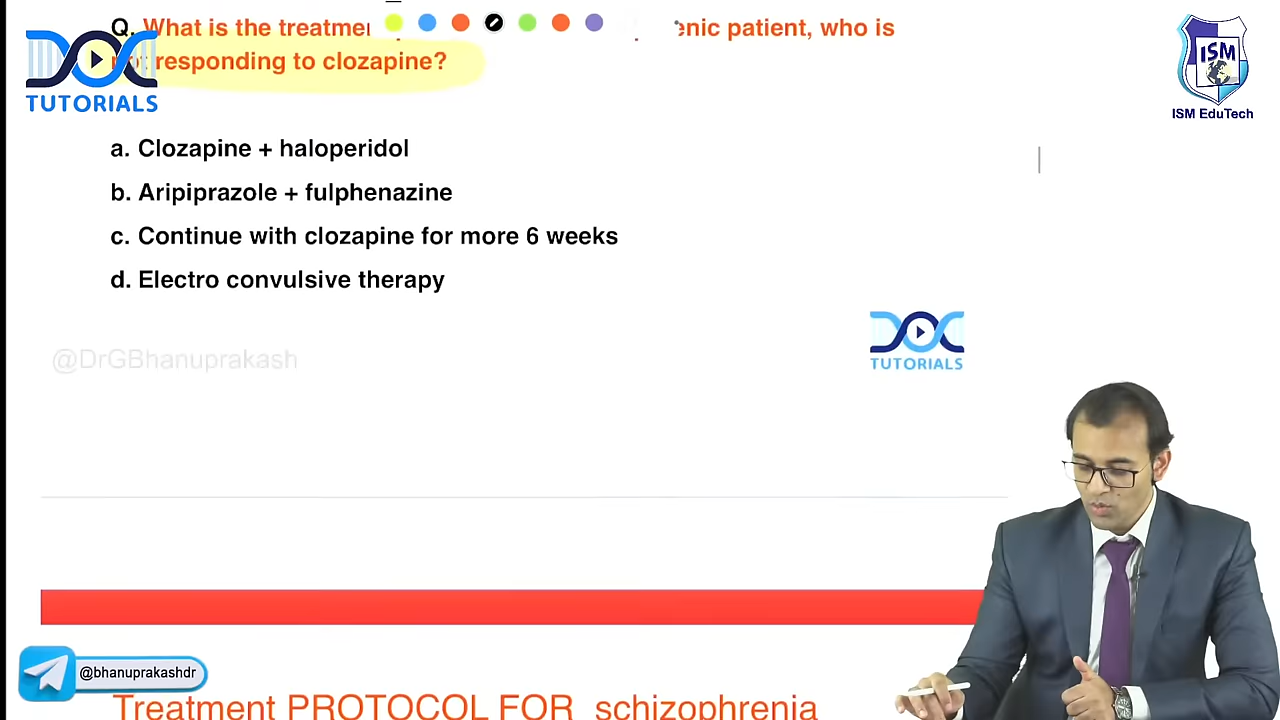 Q. What is the treatme enic patient, who is
not responding to clozapine?
TUTORIALS
ISM
ISM EduTech
a. Clozapine + haloperidol
b. Aripiprazole + fulphenazine
c. Continue with clozapine for more 6 weeks
d. Electro convulsive therapy
TUTORIALS
@DrGBhanuprakash
@bhanuprakashdr
Treatment PROTOCOL FOR schizophrenia